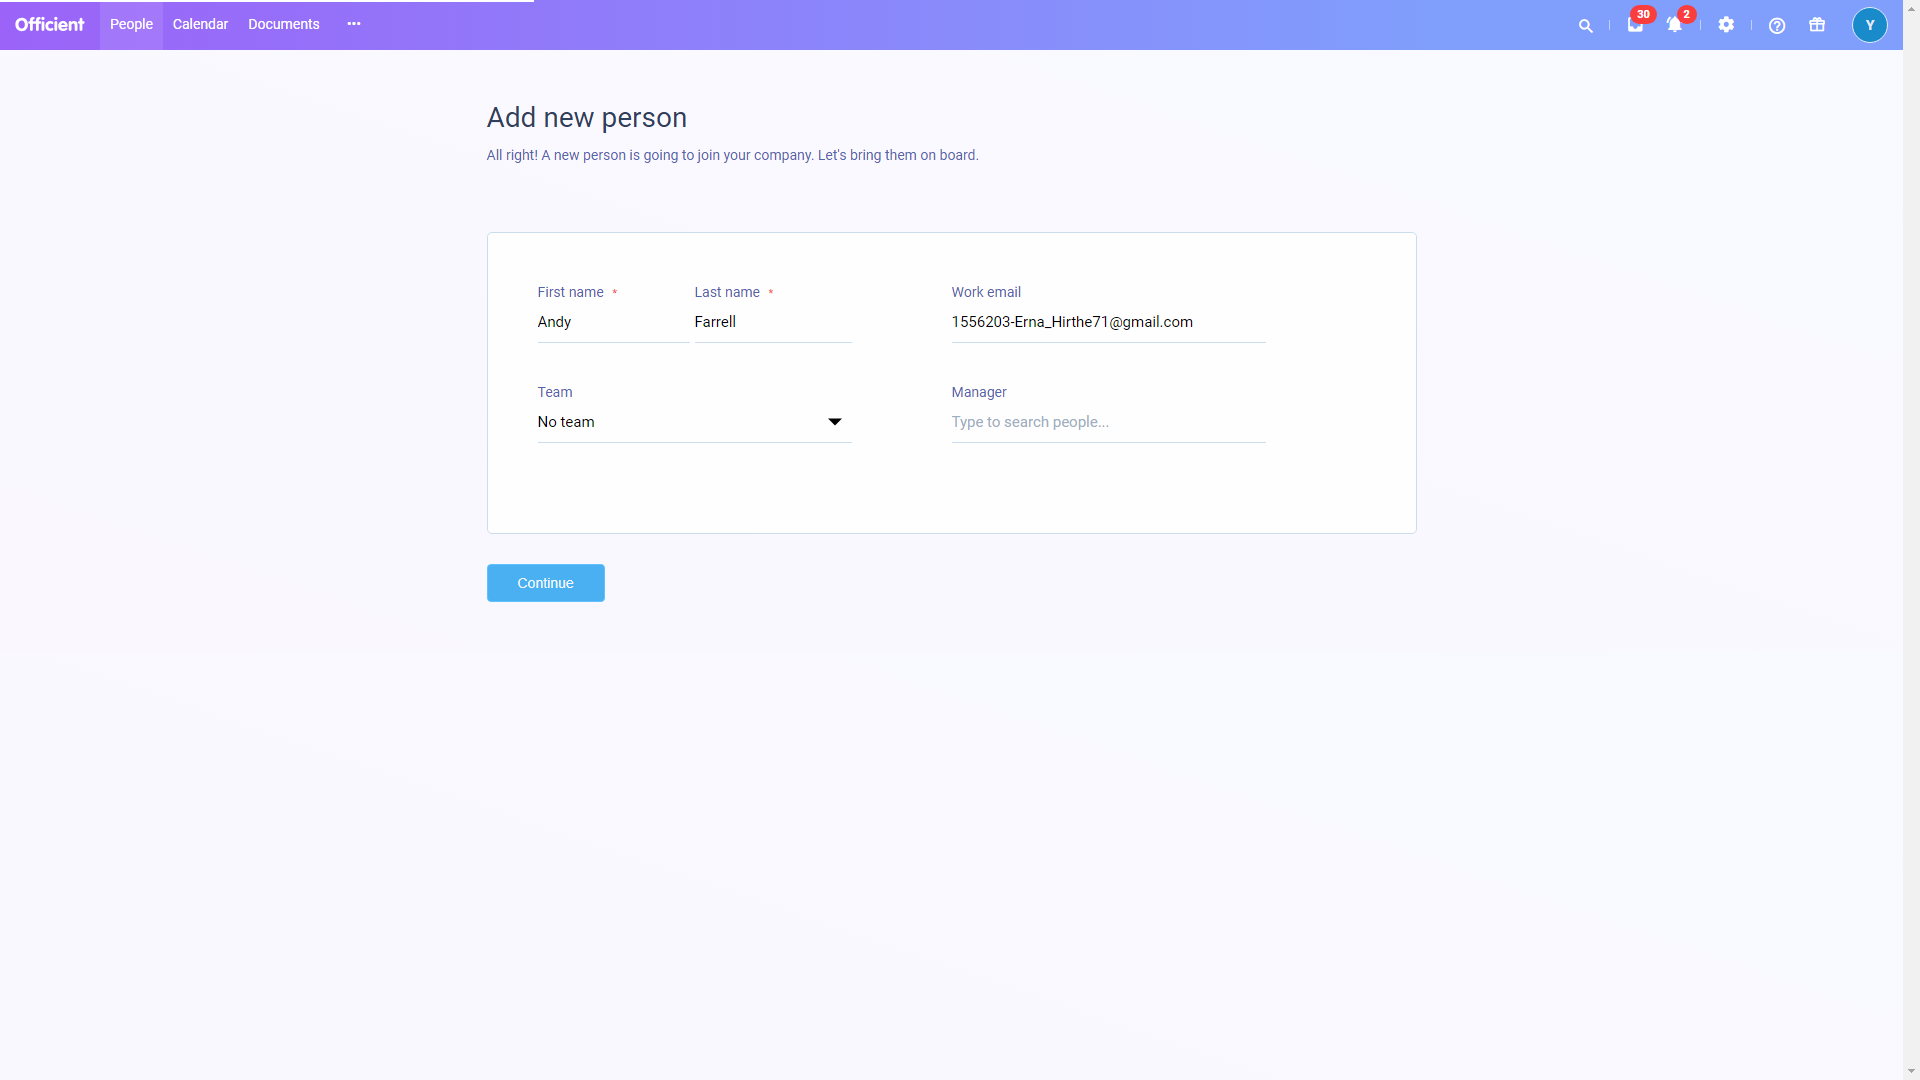 Officient People Calendar Documents ...
30 2 Y
Add new person
All right! A new person is going to join your company. Let's bring them on board.
First name * Last name * Work email
Andy Farrell 1556203-Erna_Hirthe71@gmail.com
Team Manager
No team Type to search people...
Continue